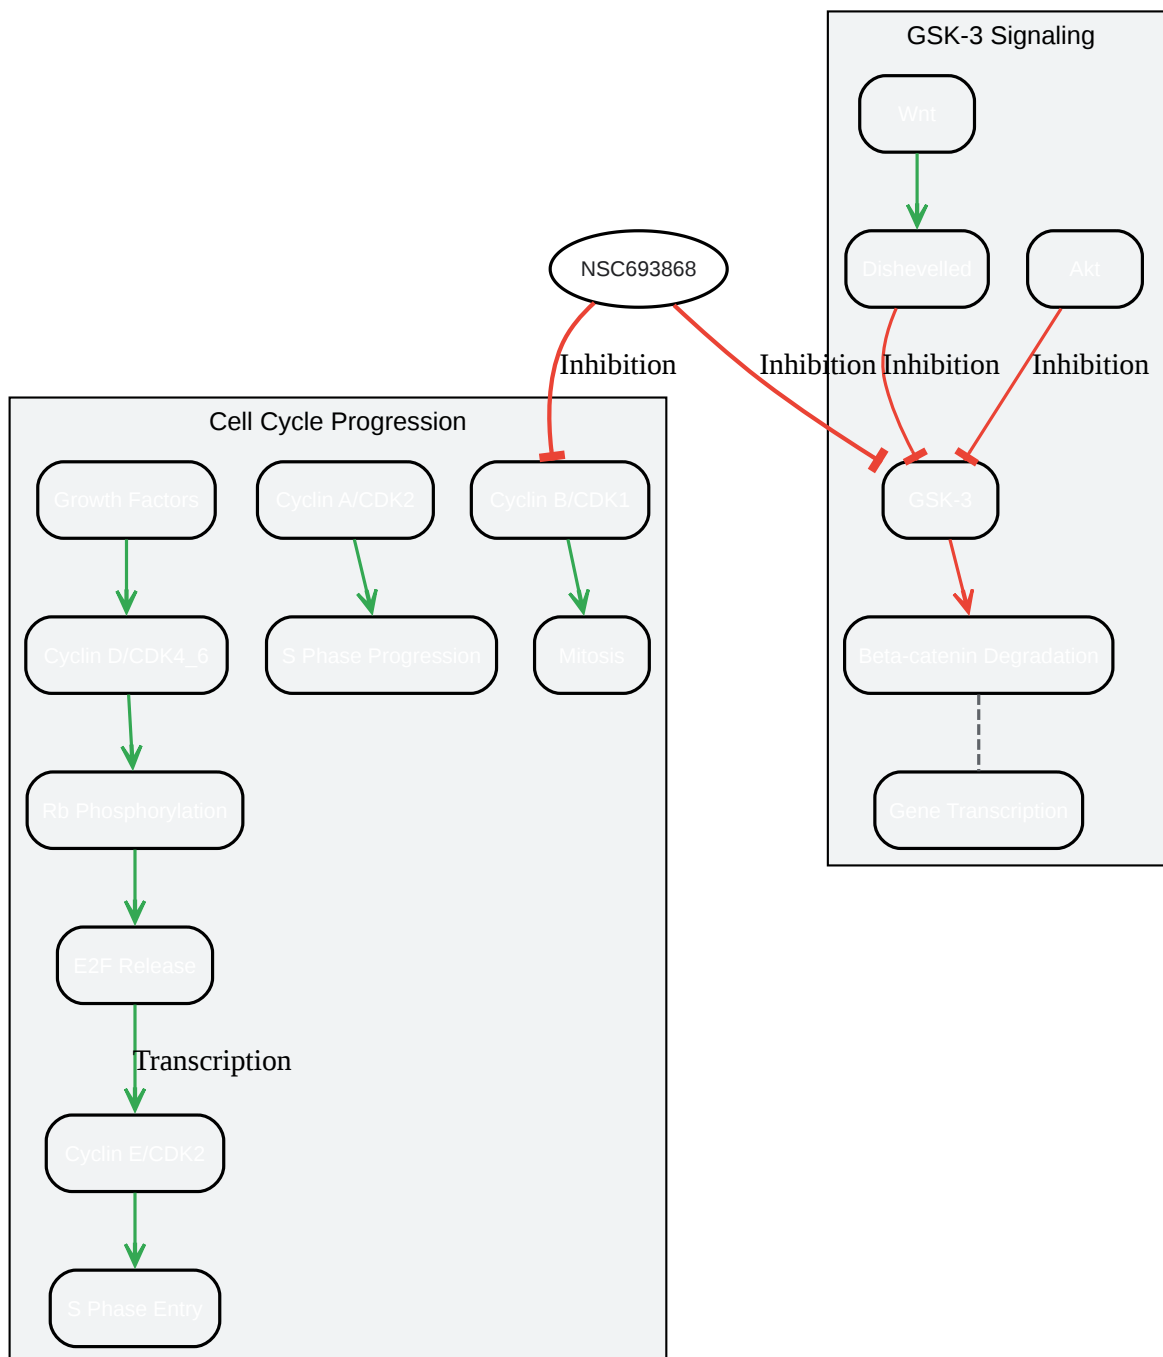 GSK-3 Signaling
Wnt
NSC693868
Dishevelled
Akt
Inhibition
Inhibition
Inhibition
Inhibition
Cell Cycle Progression
Growth Factors
Cyclin A/CDK2
Cyclin B/CDK1
GSK-3
Cyclin D/CDK4_6
S Phase Progression
Mitosis
Beta-catenin Degradation
Rb Phosphorylation
Gene Transcription
E2F Release
Transcription
Cyclin E/CDK2
S Phase Entry